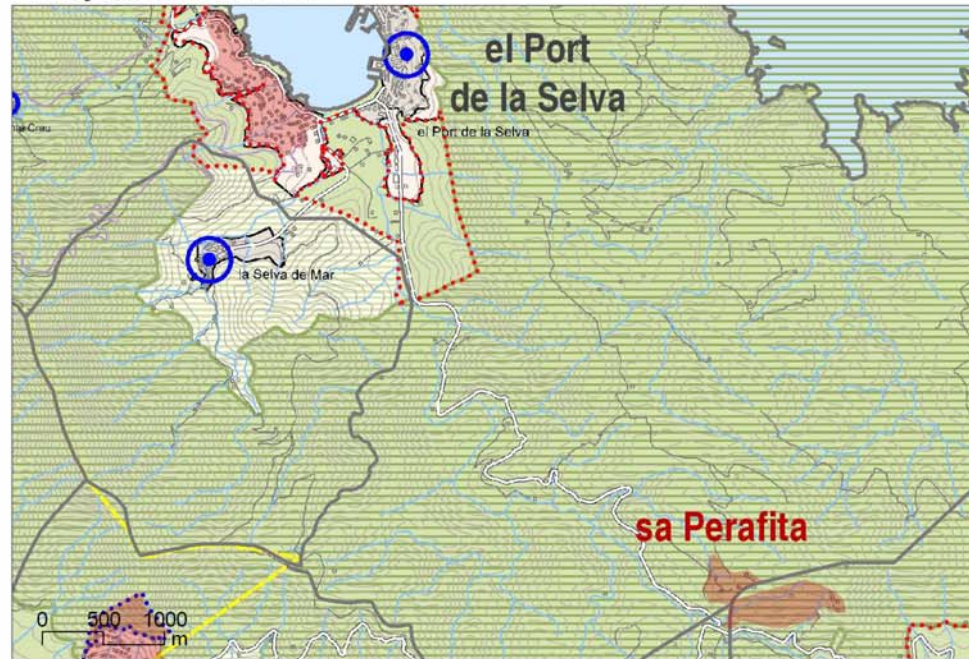 el Port
de la Selva
el Port de la Selva
la Selva de Mar
sa Perafita
0 500 1000
m